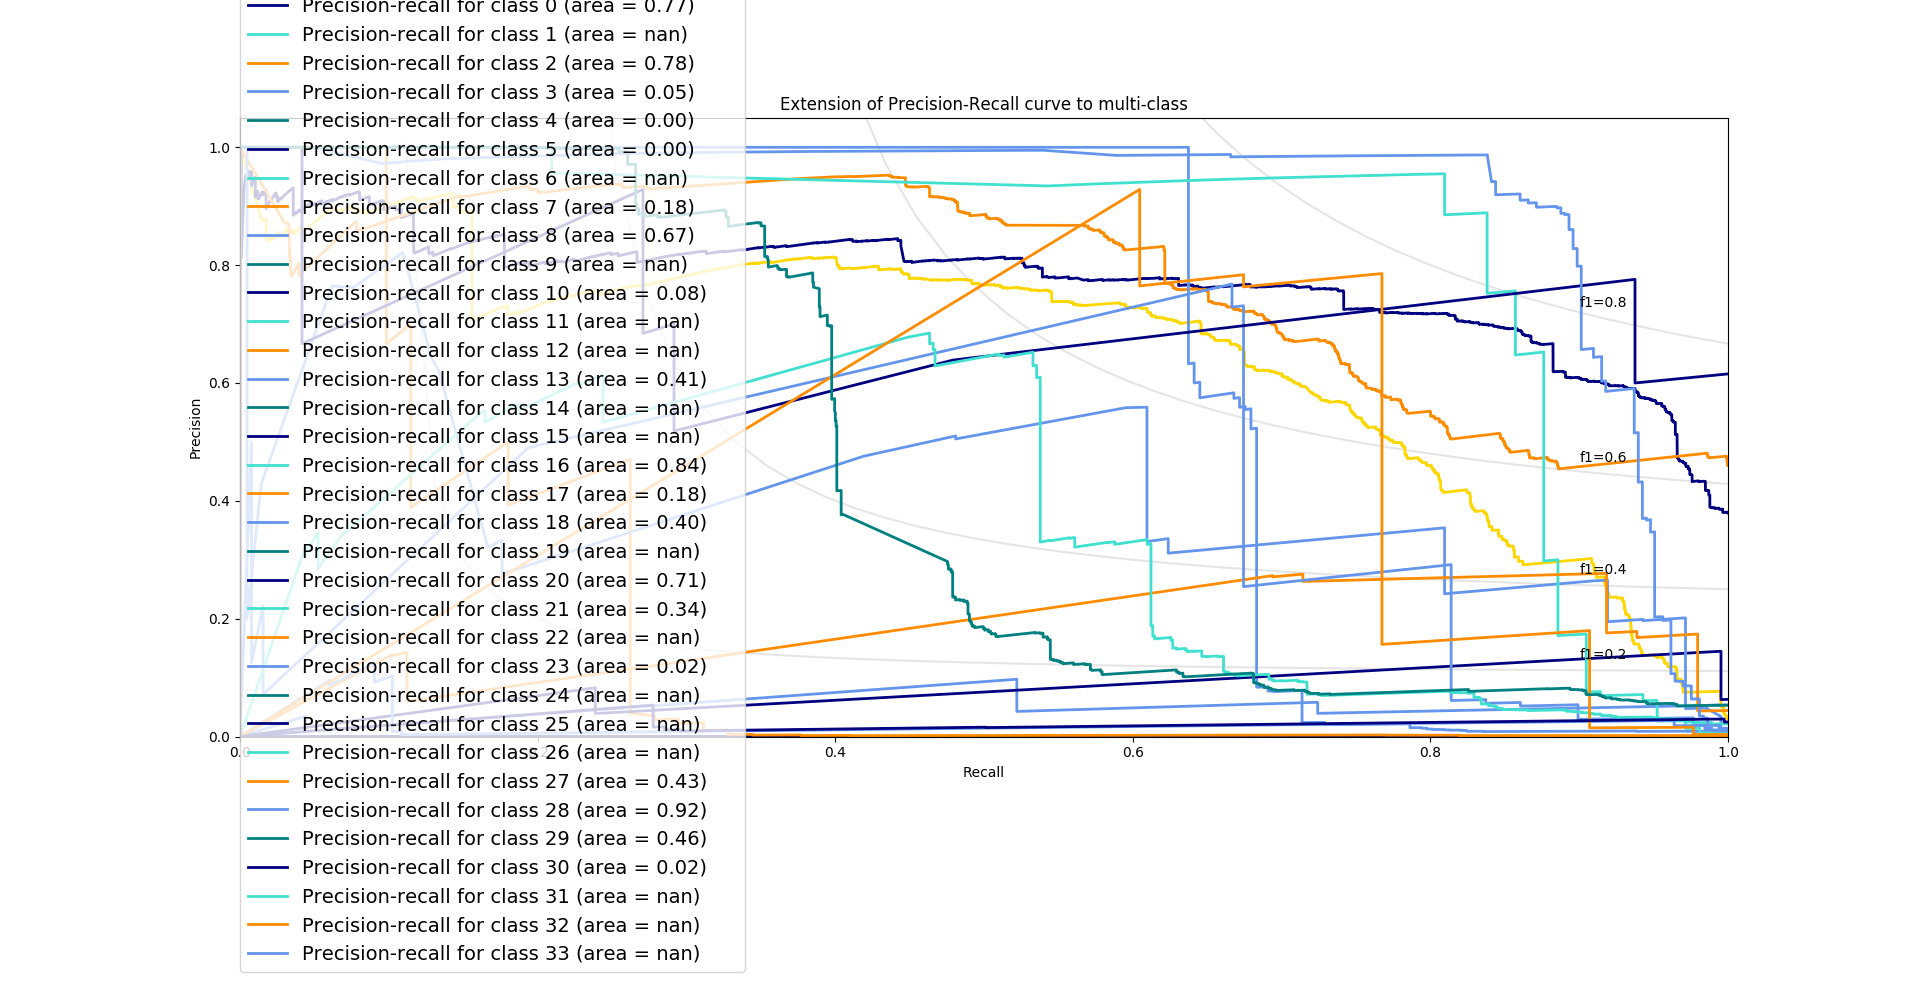 Precision-recall for class 0 (area = 0.77)
Precision-recall for class 1 (area = nan)
Precision-recall for class 2 (area = 0.78)
Precision-recall for class 3 (area = 0.05)
Precision-recall for class 4 (area = 0.00)
Precision-recall for class 5 (area = 0.00)
Precision-recall for class 6 (area = nan)
Precision-recall for class 7 (area = 0.18)
Precision-recall for class 8 (area = 0.67)
Precision-recall for class 9 (area = nan)
Precision-recall for class 10 (area = 0.08)
Precision-recall for class 11 (area = nan)
Precision-recall for class 12 (area = nan)
Precision-recall for class 13 (area = 0.41)
Precision-recall for class 14 (area = nan)
Precision-recall for class 15 (area = nan)
Precision-recall for class 16 (area = 0.84)
Precision-recall for class 17 (area = 0.18)
Precision-recall for class 18 (area = 0.40)
Precision-recall for class 19 (area = nan)
Precision-recall for class 20 (area = 0.71)
Precision-recall for class 21 (area = 0.34)
Precision-recall for class 22 (area = nan)
Precision-recall for class 23 (area = 0.02)
Precision-recall for class 24 (area = nan)
Precision-recall for class 25 (area = nan)
Precision-recall for class 26 (area = nan)
Precision-recall for class 27 (area = 0.43)
Precision-recall for class 28 (area = 0.92)
Precision-recall for class 29 (area = 0.46)
Precision-recall for class 30 (area = 0.02)
Precision-recall for class 31 (area = nan)
Precision-recall for class 32 (area = nan)
Precision-recall for class 33 (area = nan)
Extension of Precision-Recall curve to multi-class
1.0
0.8
0.6
0.4
0.2
0.0
Precision
f1=0.8
f1=0.6
f1=0.4
f1=0.2
0.4
0.6
0.8
1.0
Recall